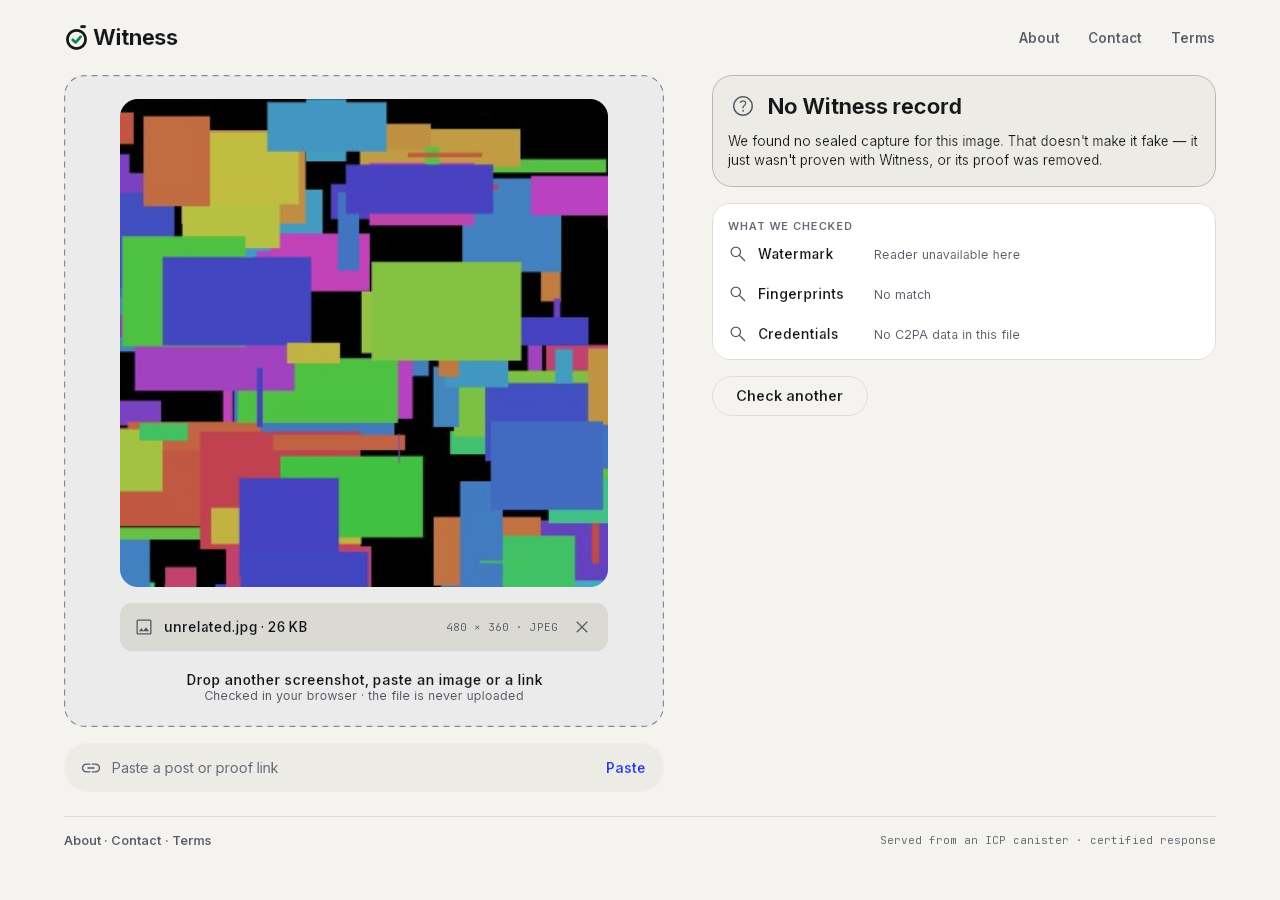 Witness
About
Contact
Terms
No Witness record
We found no sealed capture for this image. That doesn't make it fake — it
just wasn't proven with Witness, or its proof was removed.
WHAT WE CHECKED
Watermark
Reader unavailable here
Fingerprints
No match
Credentials
No C2PA data in this file
Check another
unrelated.jpg · 26 KB
480 × 360 · JPEG
Drop another screenshot, paste an image or a link
Checked in your browser · the file is never uploaded
Paste a post or proof link
Paste
About · Contact · Terms
Served from an ICP canister · certified response